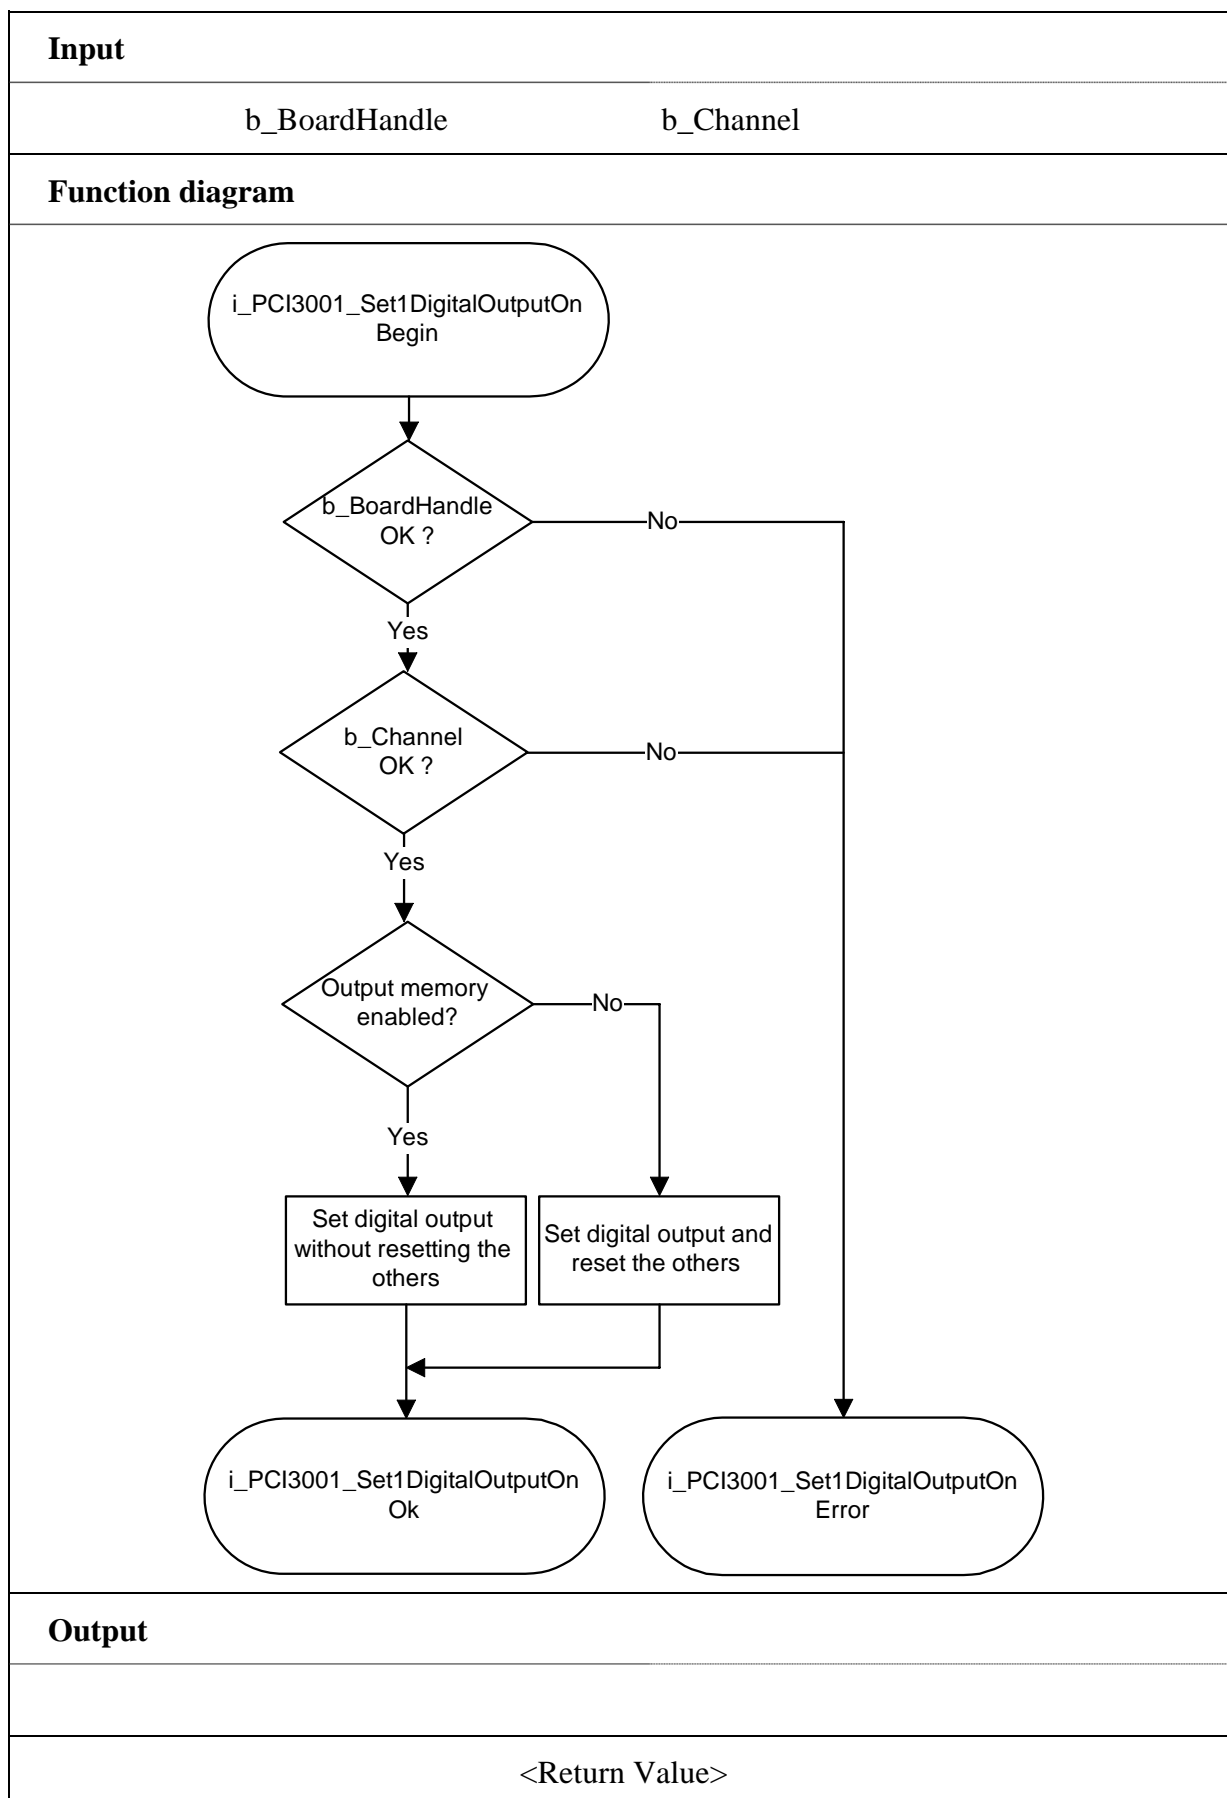 Input
b_BoardHandle b_Channel
Function diagram
i_PCI3001_Set1DigitalOutputOn
Begin
b_BoardHandle
OK ?
No
Yes
b_Channel
OK ?
No
Yes
Output memory
enabled?
No
Yes
Set digital output
without resetting the
others
Set digital output and
reset the others
i_PCI3001_Set1DigitalOutputOn
Ok
i_PCI3001_Set1DigitalOutputOn
Error
Output
<Return Value>